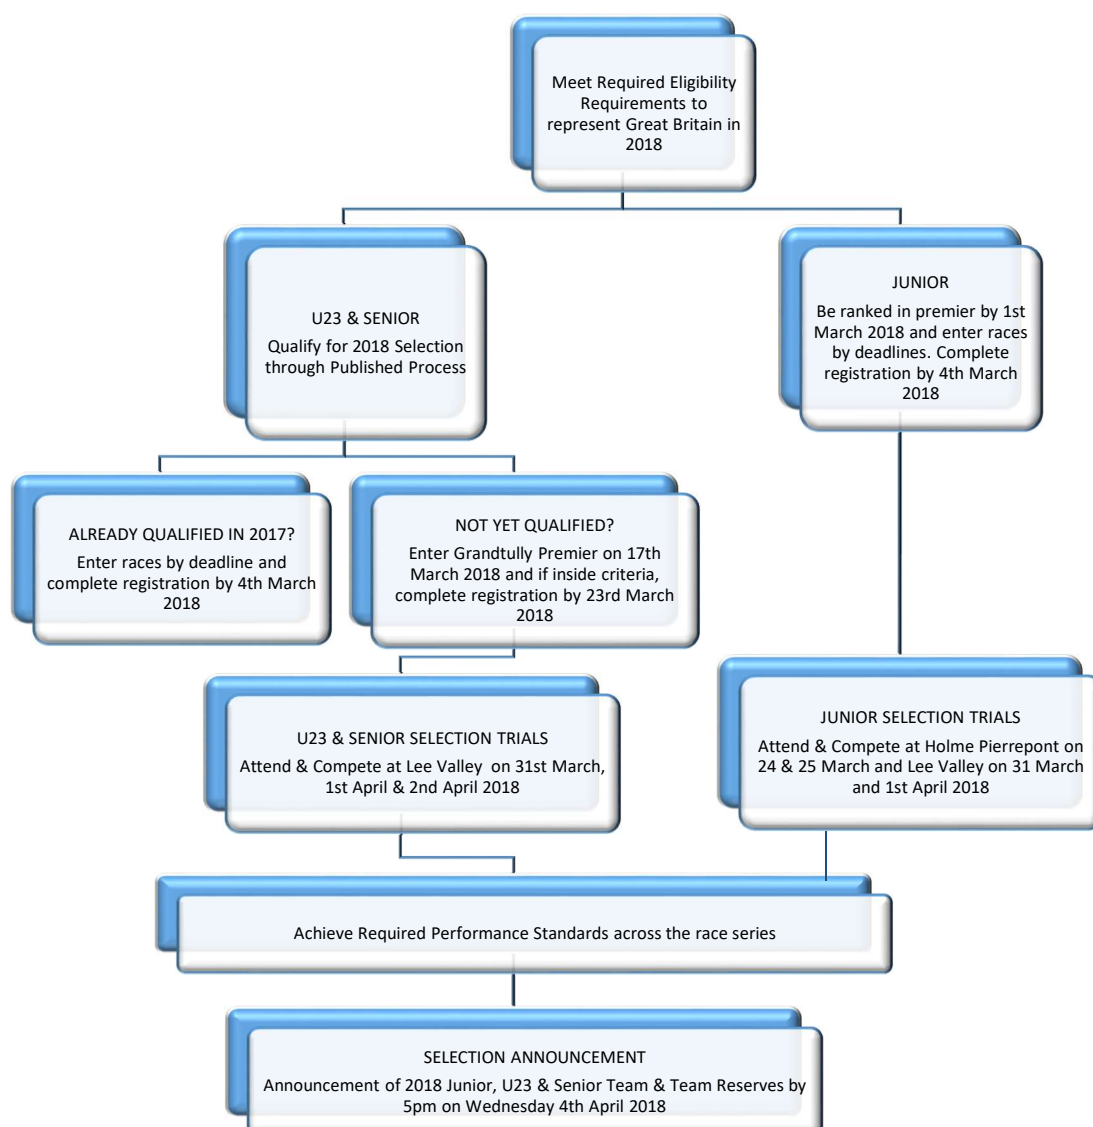 Meet Required Eligibility
Requirements to
represent Great Britain in
2018
U23 & SENIOR
Qualify for 2018 Selection
through Published Process
JUNIOR
Be ranked in premier by 1st
March 2018 and enter races
by deadlines. Complete
registration by 4th March
2018
ALREADY QUALIFIED IN 2017?
Enter races by deadline and
complete registration by 4th March
2018
NOT YET QUALIFIED?
Enter Grandtully Premier on 17th
March 2018 and if inside criteria,
complete registration by 23rd March
2018
U23 & SENIOR SELECTION TRIALS
Attend & Compete at Lee Valley on 31st March,
1st April & 2nd April 2018
JUNIOR SELECTION TRIALS
Attend & Compete at Holme Pierrepont on
24 & 25 March and Lee Valley on 31 March
and 1st April 2018
Achieve Required Performance Standards across the race series
SELECTION ANNOUNCEMENT
Announcement of 2018 Junior, U23 & Senior Team & Team Reserves by
5pm on Wednesday 4th April 2018